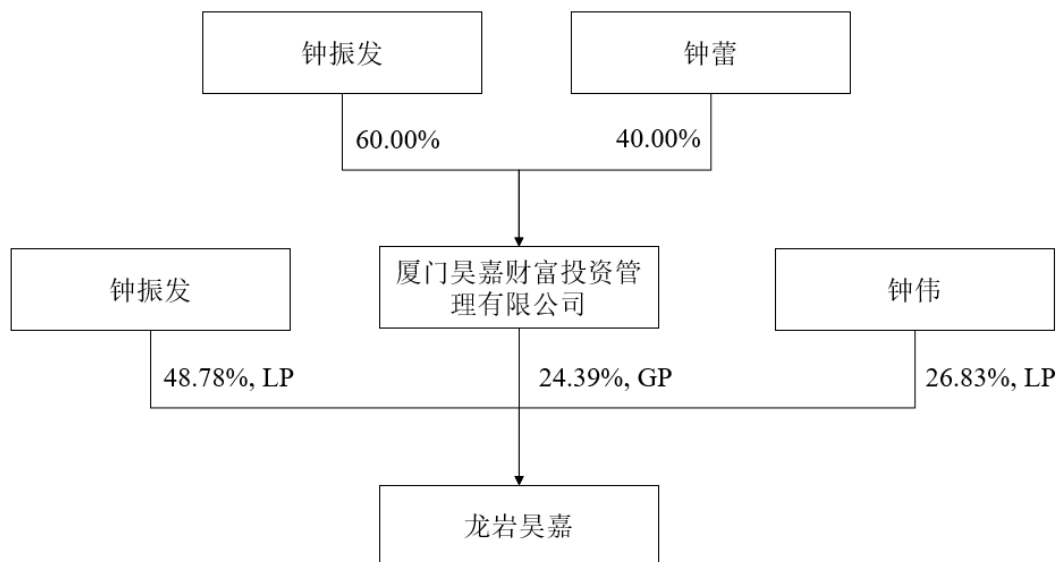 钟振发
钟蕾
60.00%
40.00%
钟振发
厦门昊嘉财富投资管
理有限公司
钟伟
48.78%, LP
24.39%, GP
26.83%, LP
龙岩昊嘉